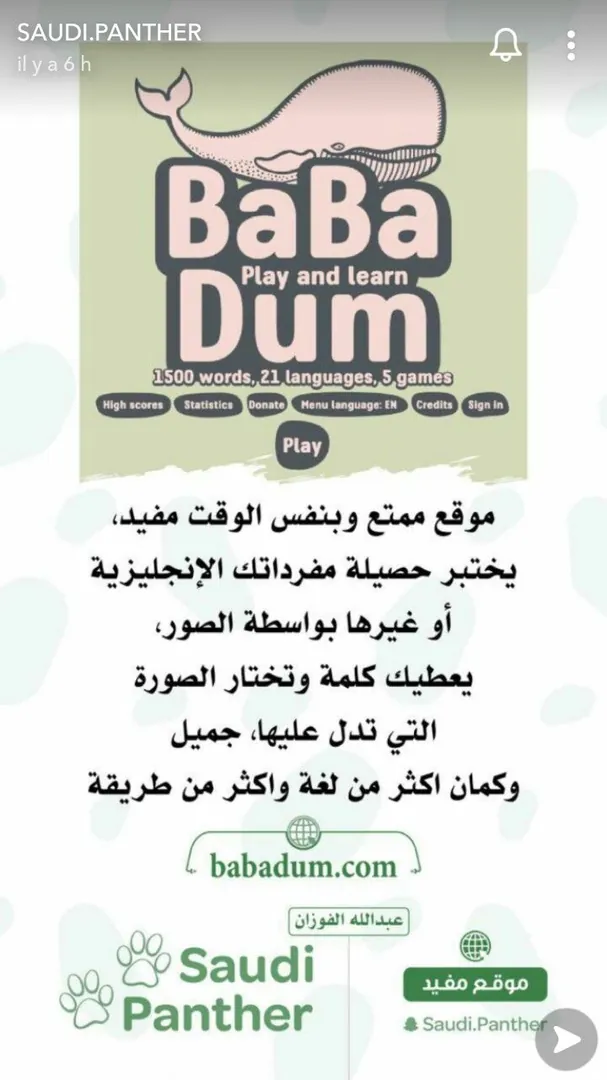 SAUDI.PANTHER
il y a 6 h
BaBa
Play and learn
Dum
1500 words, 21 languages, 5 games
High scores Statistics Donate Menu language: EN Credits Sign in
Play
موقع ممتع وبنفس الوقت مفيد،
يختبر حصيلة مفرداتك الإنجليزية
أو غيرها بواسطة الصور،
يعطيك كلمة وتختار الصورة
التي تدل عليها، جميل
وكمان اكثر من لغة واكثر من طريقة
babadum.com
عبدالله الفوزان
Saudi
Panther
موقع مفيد
Saudi.Panther